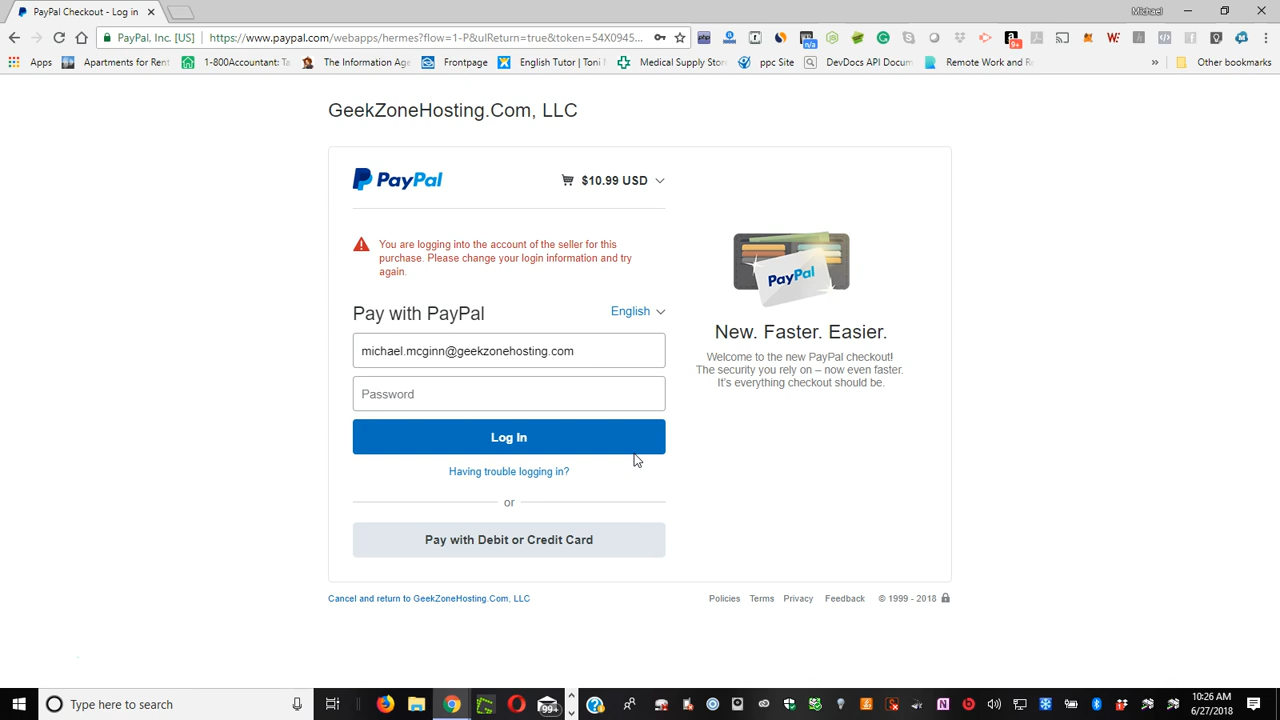 PayPal Checkout - Log in
Michael
PayPal, Inc. [US]
https://www.paypal.com/webapps/hermes?flow=1-P&ulReturn=true&token=54X0945...
Apps
Apartments for Rent
1-800Accountant: Ta
The Information Age
Frontpage
English Tutor | Toni
Medical Supply Store
ppc Site
DevDocs API Docum
Remote Work and R
»
Other bookmarks
GeekZoneHosting.Com, LLC
PayPal
$10.99 USD
You are logging into the account of the seller for this
purchase. Please change your login information and try
again.
Pay with PayPal
English
michael.mcginn@geekzonehosting.com
Password
Log In
Having trouble logging in?
or
Pay with Debit or Credit Card
PayPal
New. Faster. Easier.
Welcome to the new PayPal checkout!
The security you rely on – now even faster.
It's everything checkout should be.
Cancel and return to GeekZoneHosting.Com, LLC
Policies
Terms
Privacy
Feedback
© 1999 - 2018
Type here to search
99+
10:26 AM
6/27/2018